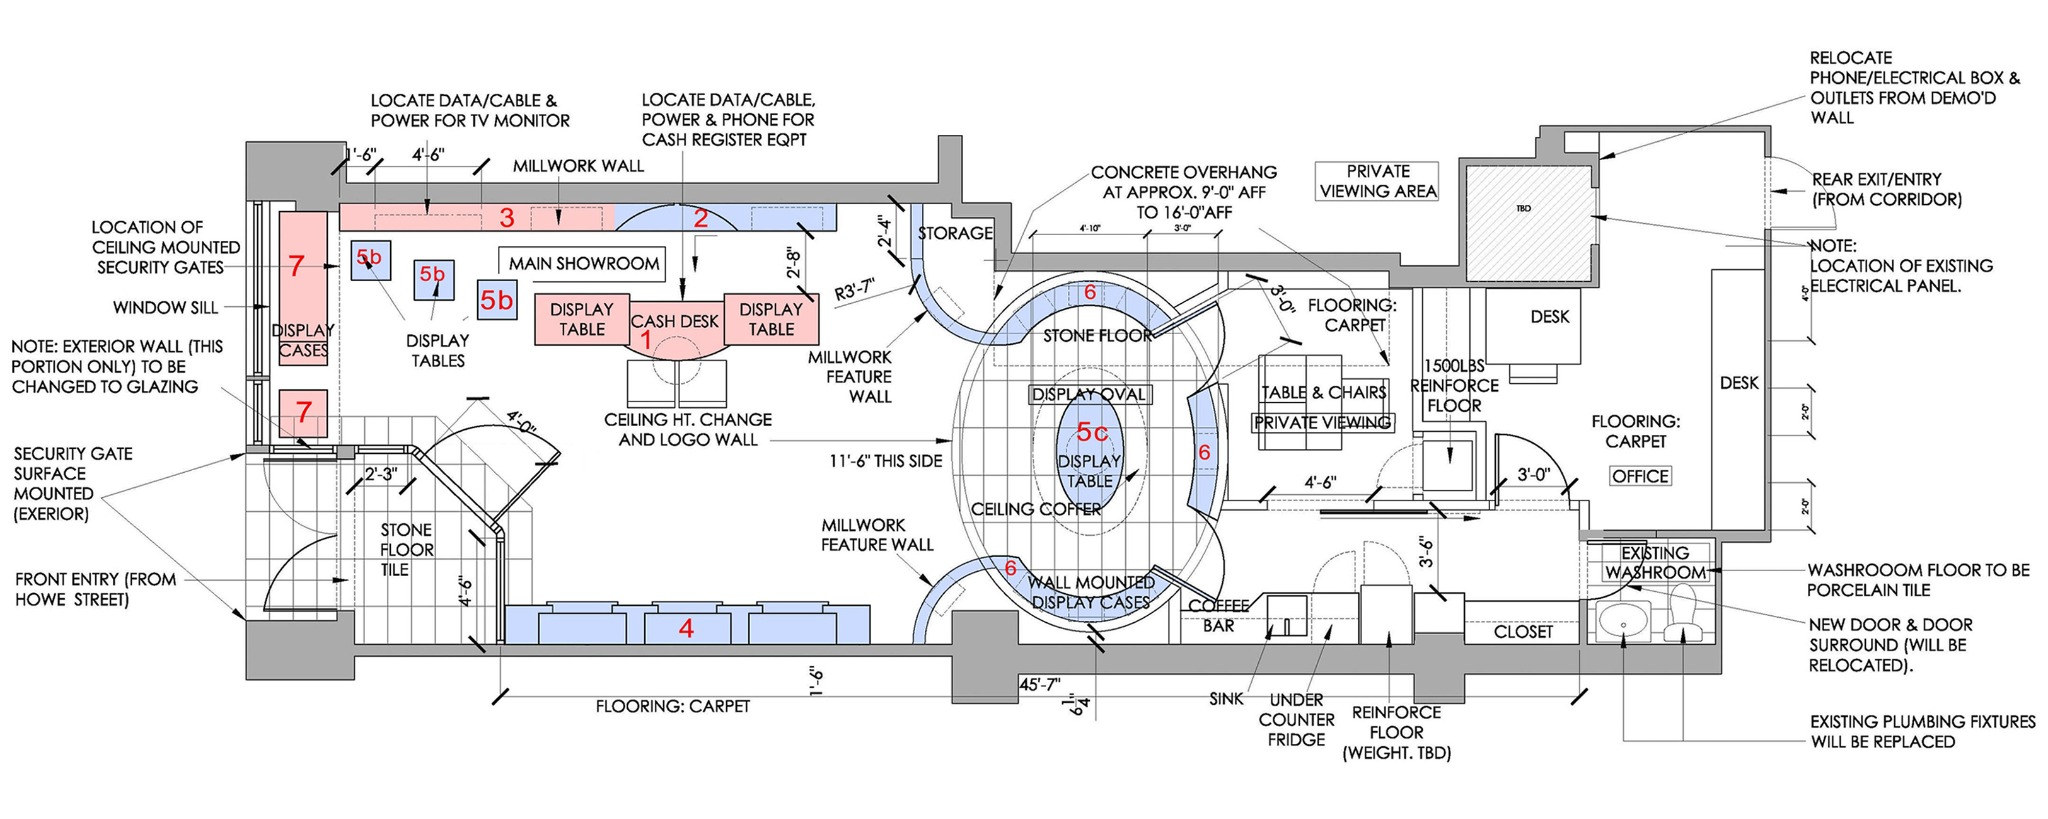 RELOCATE
PHONE/ELECTRICAL BOX &
OUTLETS FROM DEMO'D
WALL
LOCATE DATA/CABLE &
POWER FOR TV MONITOR
LOCATE DATA/CABLE,
POWER & PHONE FOR
CASH REGISTER EQPT
1'-6"
4'-6"
MILLWORK WALL
CONCRETE OVERHANG
AT APPROX. 9'-0" AFF
TO 16'-0"AFF
PRIVATE
VIEWING AREA
TBD
REAR EXIT/ENTRY
(FROM CORRIDOR)
LOCATION OF
CEILING MOUNTED
SECURITY GATES
3
2
2'-4"
STORAGE
4'-10"
3'-0"
7
5b
5b
5b
MAIN SHOWROOM
2'-8"
R3'-7"
NOTE:
LOCATION OF EXISTING
ELECTRICAL PANEL.
WINDOW SILL
DISPLAY
CASES
DISPLAY
TABLES
DISPLAY
TABLE
CASH DESK
1
DISPLAY
TABLE
6
STONE FLOOR
3'-0"
FLOORING:
CARPET
DESK
4'-0"
NOTE: EXTERIOR WALL (THIS
PORTION ONLY) TO BE
CHANGED TO GLAZING
MILLWORK
FEATURE
WALL
1500LBS
REINFORCE
FLOOR
DESK
7
4'-0"
CEILING HT. CHANGE
AND LOGO WALL
DISPLAY OVAL
TABLE & CHAIRS
PRIVATE VIEWING
2'-0"
FLOORING:
CARPET
OFFICE
SECURITY GATE
SURFACE
MOUNTED
(EXERIOR)
2'-3"
11'-6" THIS SIDE
5c
DISPLAY
TABLE
6
CEILING COFFER
4'-6"
3'-0"
2'-0"
STONE
FLOOR
TILE
MILLWORK
FEATURE WALL
3'-6"
FRONT ENTRY (FROM
HOWE STREET)
4'-6"
6
WALL MOUNTED
DISPLAY CASES
EXISTING
WASHROOM
WASHROOOM FLOOR TO BE
PORCELAIN TILE
4
COFFEE
BAR
CLOSET
NEW DOOR & DOOR
SURROUND (WILL BE
RELOCATED).
1'-6"
45'-7"
FLOORING: CARPET
6 1/4"
SINK
UNDER
COUNTER
FRIDGE
REINFORCE
FLOOR
(WEIGHT. TBD)
EXISTING PLUMBING FIXTURES
WILL BE REPLACED